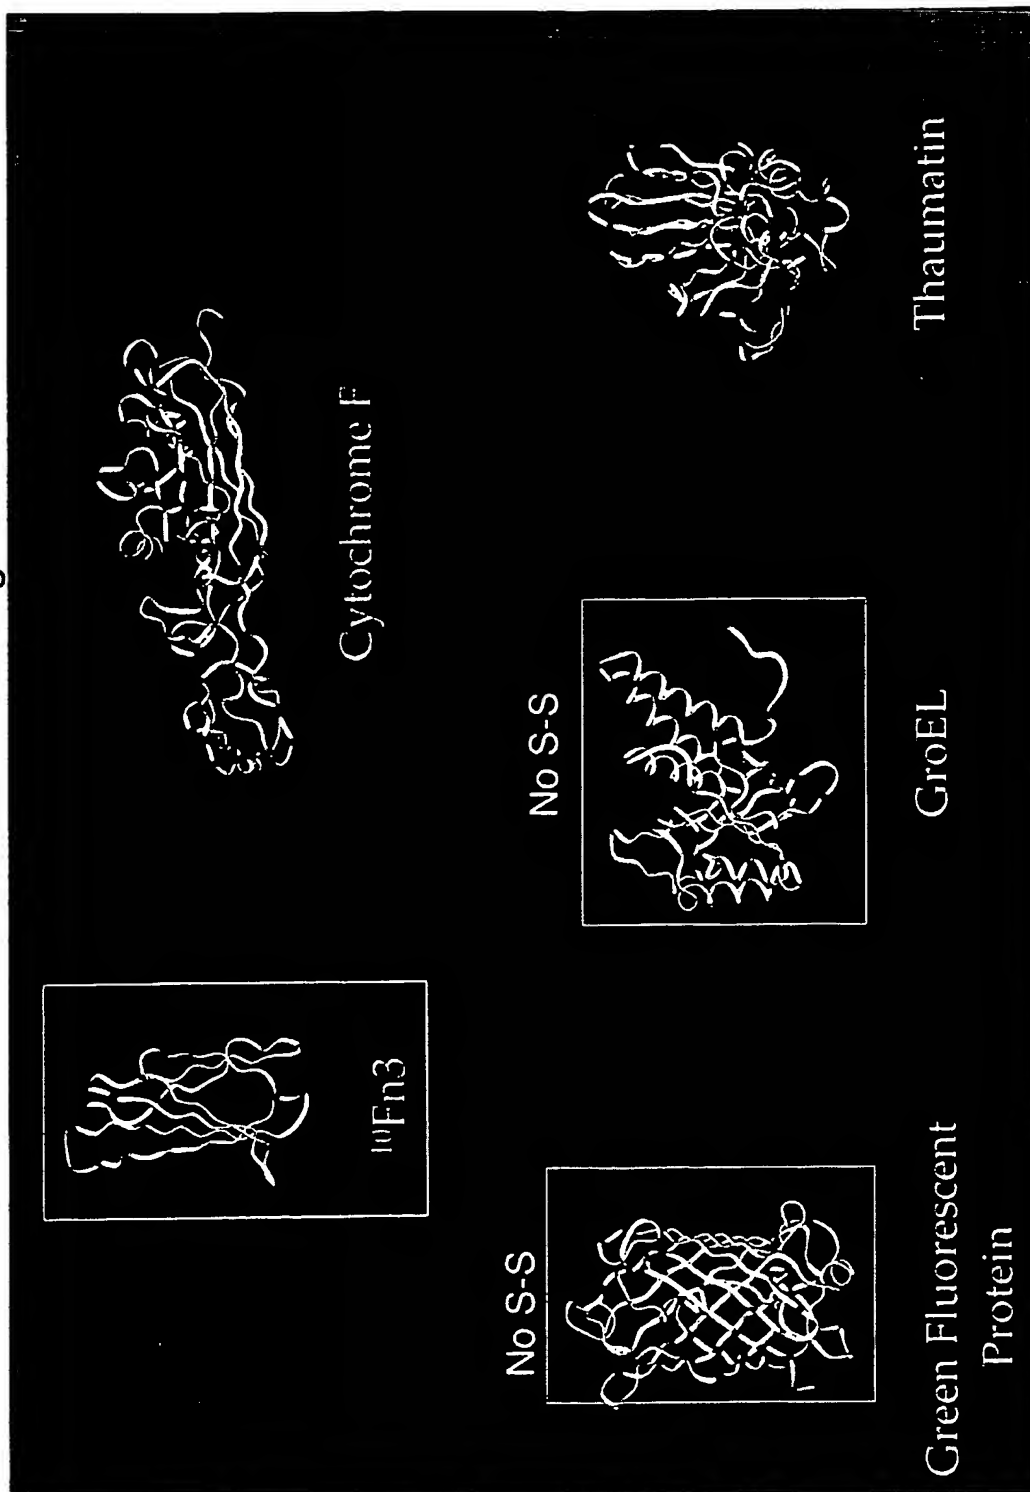 ¹⁰Fn3
Cytochrome F
No S-S
No S-S
Green Fluorescent
Protein
GroEL
Thaumatin